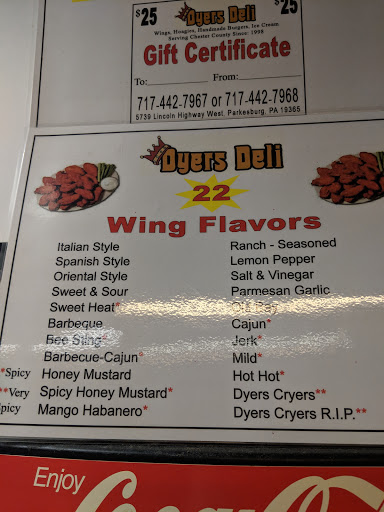 $25 Dyers Deli $25
Wings, Hoagies, Handmade Burgers, Ice Cream
Serving Chester County Since: 1998
Gift Certificate
To: From:
717-442-7967 or 717-442-7968
5739 Lincoln Highway West, Parkesburg, PA 19365
Dyers Deli
22
Wing Flavors
Italian Style
Spanish Style
Oriental Style
Sweet & Sour
Sweet Heat*
Barbeque
Bee Sting*
Barbecue-Cajun*
Honey Mustard
Spicy Honey Mustard*
Mango Habanero*
Ranch - Seasoned
Lemon Pepper
Salt & Vinegar
Parmesan Garlic
Cajun*
Jerk*
Mild*
Hot Hot*
Dyers Cryers**
Dyers Cryers R.I.P.**
*Spicy
**Very
Spicy
Enjoy
Coca-Cola